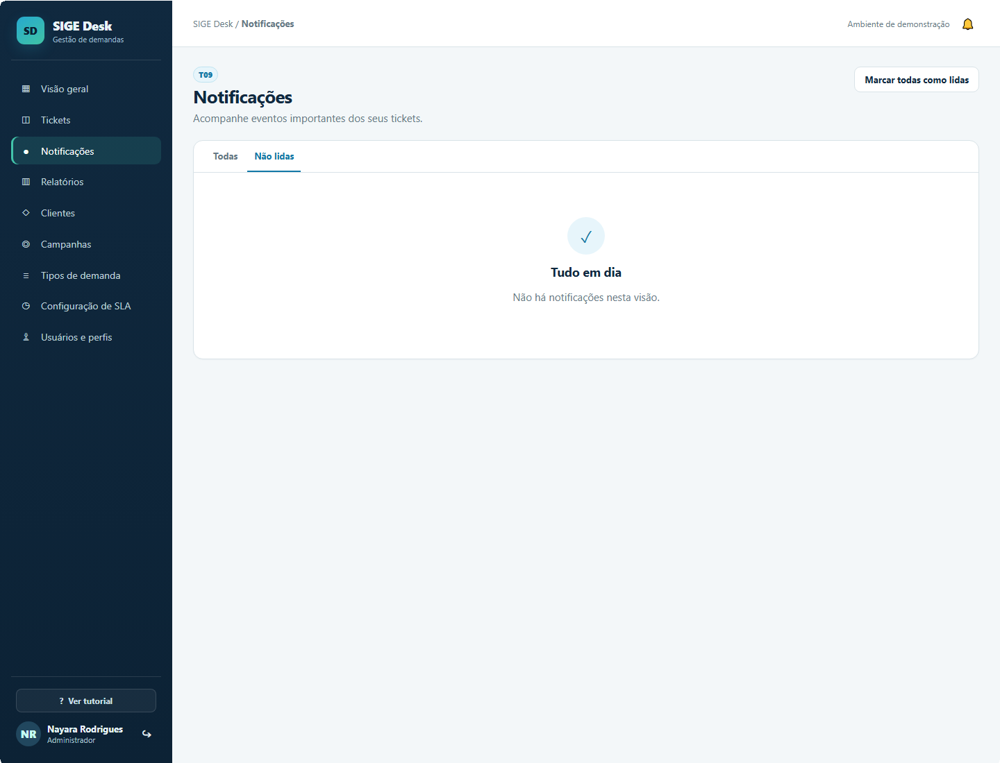 SD
SIGE Desk
Gestão de demandas
Visão geral
Tickets
Notificações
Relatórios
Clientes
Campanhas
Tipos de demanda
Configuração de SLA
Usuários e perfis
? Ver tutorial
NR
Nayara Rodrigues
Administrador
SIGE Desk / Notificações
Ambiente de demonstração
T09
Notificações
Acompanhe eventos importantes dos seus tickets.
Marcar todas como lidas
Todas
Não lidas
Tudo em dia
Não há notificações nesta visão.